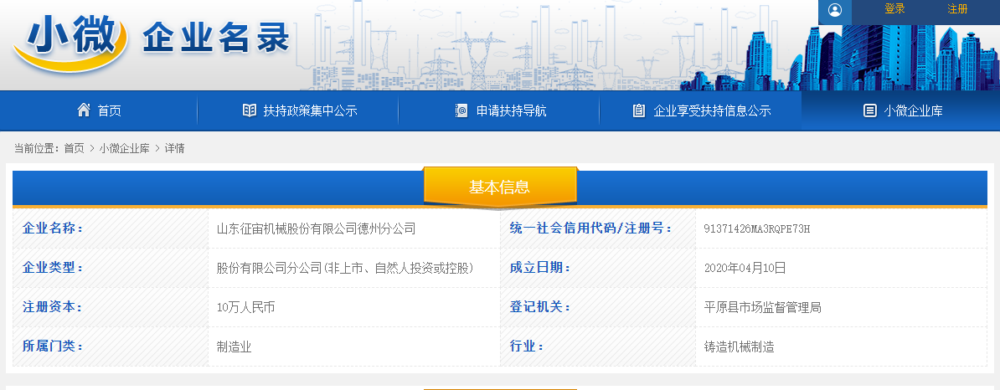 小微 企业名录
登录 注册
首页 扶持政策集中公示 申请扶持导航 企业享受扶持信息公示 小微企业库
当前位置：首页 > 小微企业库 > 详情
基本信息
企业名称： 山东征宙机械股份有限公司德州分公司 统一社会信用代码/注册号： 91371426MA3RQPE73H
企业类型： 股份有限公司分公司(非上市、自然人投资或控股) 成立日期： 2020年04月10日
注册资本： 10万人民币 登记机关： 平原县市场监督管理局
所属门类： 制造业 行业： 铸造机械制造